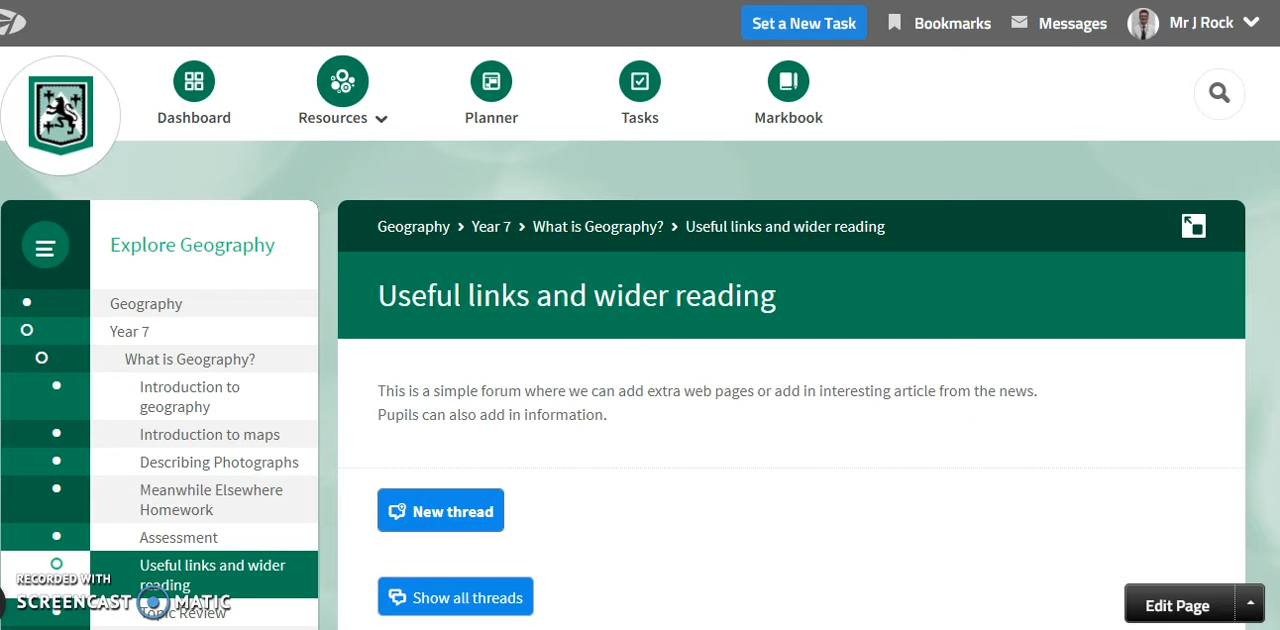 Set a New Task
Bookmarks
Messages
Mr J Rock
Dashboard
Resources
Planner
Tasks
Markbook
Explore Geography
Geography
Year 7
What is Geography?
Introduction to
geography
Introduction to maps
Describing Photographs
Meanwhile Elsewhere
Homework
Assessment
Useful links and wider
reading
Topic Review
Geography › Year 7 › What is Geography? › Useful links and wider reading
Useful links and wider reading
This is a simple forum where we can add extra web pages or add in interesting article from the news.
Pupils can also add in information.
New thread
Show all threads
Edit Page
RECORDED WITH
SCREENCAST MATIC